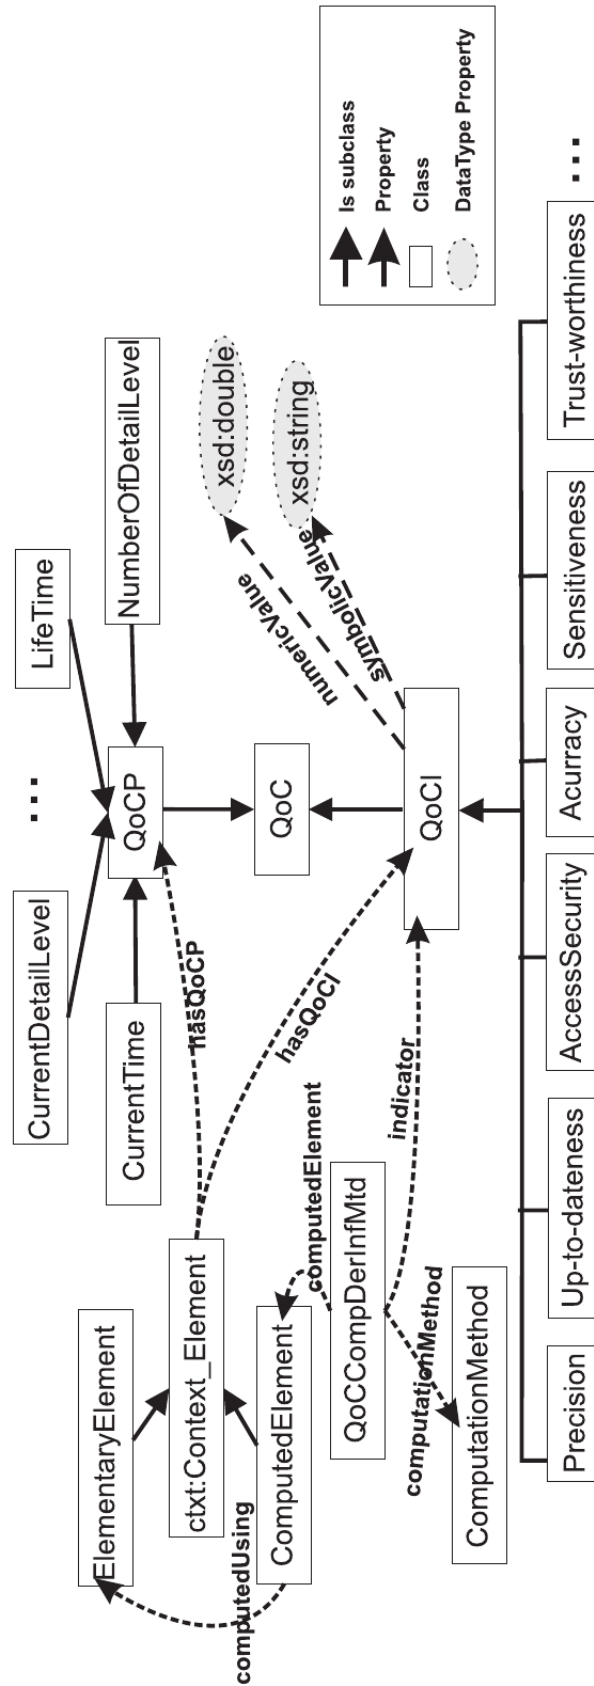 CurrentDetailLevel
...
LifeTime
ElementaryElement
CurrentTime
QoCP
NumberOfDetailLevel
ctxt:Context_Element
hasQoCP
xsd:double
computedUsing
ComputedElement
computedElement
hasQoCI
QoC
numericValue
xsd:string
QoCCompDerInfMtd
indicator
symbolicValue
computationMethod
ComputationMethod
QoCI
Is subclass
Property
Class
DataType Property
Precision
Up-to-dateness
AccessSecurity
Acurracy
Sensitiveness
Trust-worthiness
...